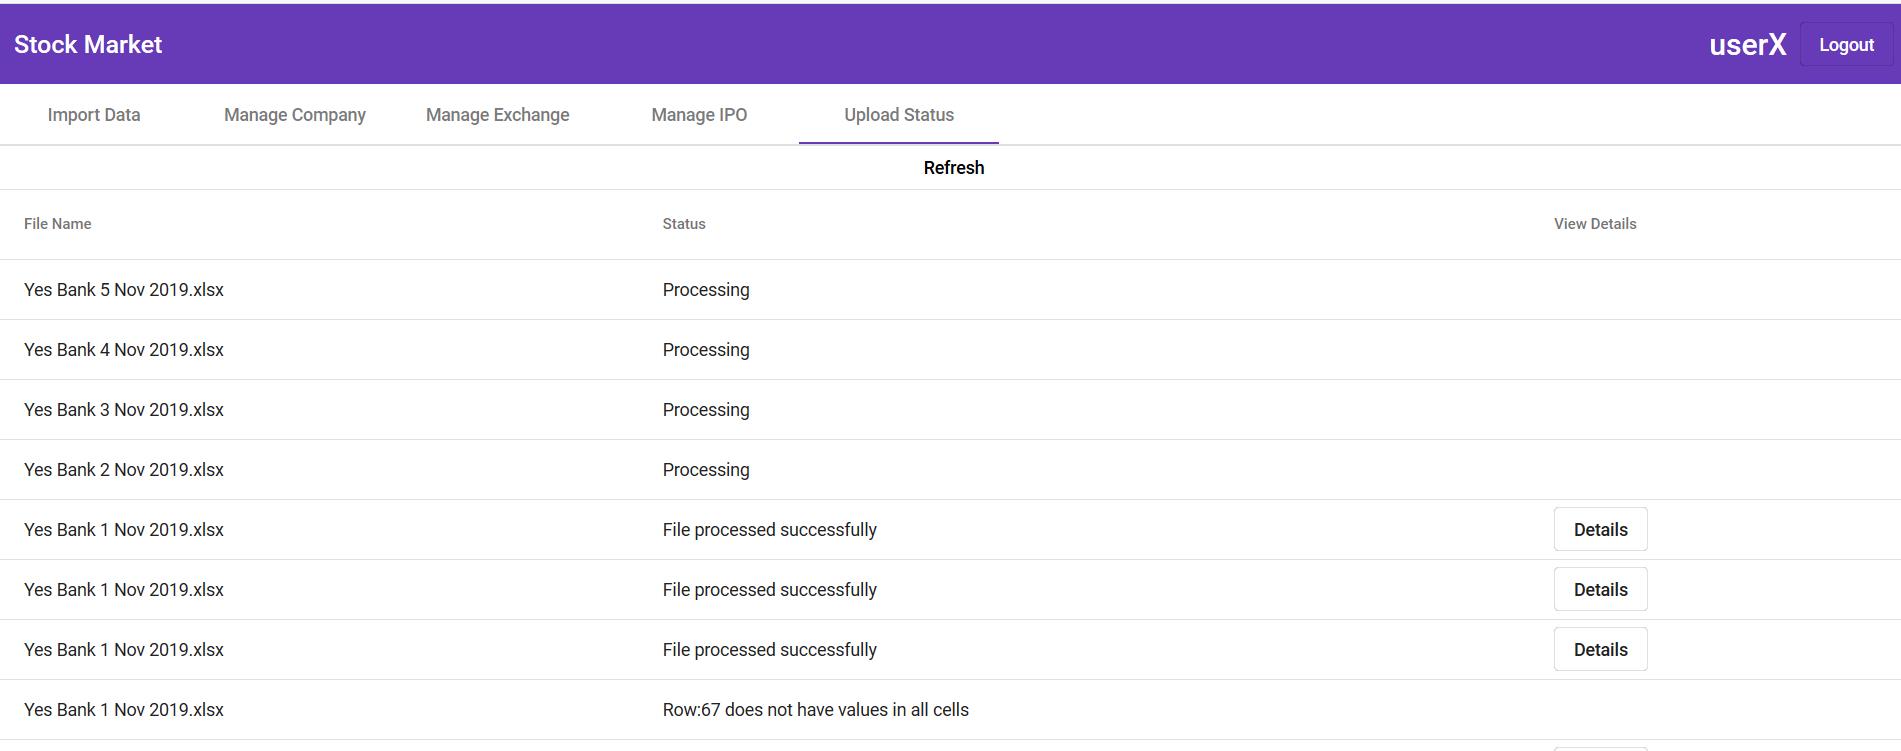 Stock Market
userX Logout
Import Data Manage Company Manage Exchange Manage IPO Upload Status
Refresh
File Name Status View Details
Yes Bank 5 Nov 2019.xlsx Processing
Yes Bank 4 Nov 2019.xlsx Processing
Yes Bank 3 Nov 2019.xlsx Processing
Yes Bank 2 Nov 2019.xlsx Processing
Yes Bank 1 Nov 2019.xlsx File processed successfully Details
Yes Bank 1 Nov 2019.xlsx File processed successfully Details
Yes Bank 1 Nov 2019.xlsx File processed successfully Details
Yes Bank 1 Nov 2019.xlsx Row:67 does not have values in all cells